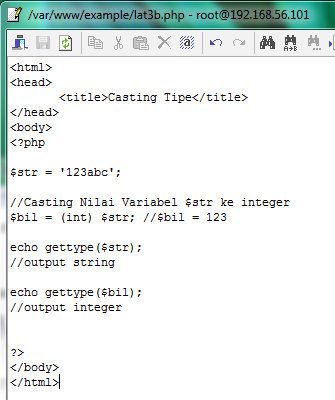 /var/www/example/lat3b.php - root@192.168.56.101
<html>
<head>
	<title>Casting Tipe</title>
</head>
<body>
<?php

$str = '123abc';

//Casting Nilai Variabel $str ke integer
$bil = (int) $str; //$bil = 123

echo gettype($str);
//output string

echo gettype($bil);
//output integer


?>
</body>
</html>